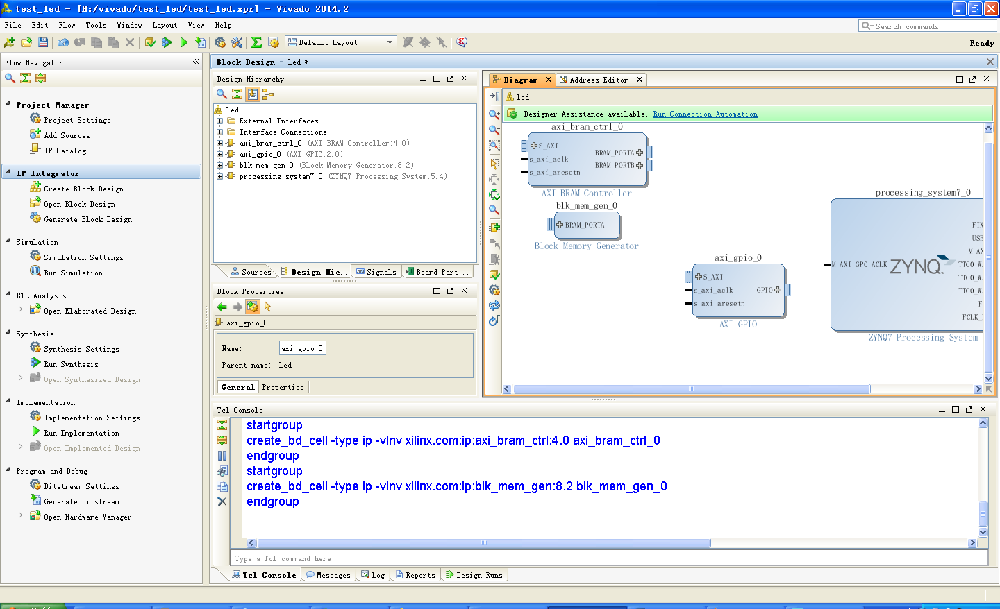 test_led - [H:/vivado/test_led/test_led.xpr] - Vivado 2014.2
File Edit Flow Tools Window Layout View Help
Search commands
Default Layout
Ready
Flow Navigator
Project Manager
Project Settings
Add Sources
IP Catalog
IP Integrator
Create Block Design
Open Block Design
Generate Block Design
Simulation
Simulation Settings
Run Simulation
RTL Analysis
Open Elaborated Design
Synthesis
Synthesis Settings
Run Synthesis
Open Synthesized Design
Implementation
Implementation Settings
Run Implementation
Open Implemented Design
Program and Debug
Bitstream Settings
Generate Bitstream
Open Hardware Manager
Block Design - led *
Design Hierarchy
led
External Interfaces
Interface Connections
axi_bram_ctrl_0 (AXI BRAM Controller:4.0)
axi_gpio_0 (AXI GPIO:2.0)
blk_mem_gen_0 (Block Memory Generator:8.2)
processing_system7_0 (ZYNQ7 Processing System:5.4)
Sources Design Hie.. Signals Board Part ..
Block Properties
axi_gpio_0
Name: axi_gpio_0
Parent name: led
General Properties
Diagram Address Editor
led
Designer Assistance available. Run Connection Automation
axi_bram_ctrl_0
S_AXI
s_axi_aclk
s_axi_aresetn
BRAM_PORTA
BRAM_PORTB
AXI BRAM Controller
blk_mem_gen_0
BRAM_PORTA
Block Memory Generator
axi_gpio_0
S_AXI
s_axi_aclk
s_axi_aresetn
GPIO
AXI GPIO
processing_system7_0
M_AXI_GP0_ACLK
ZYNQ
FIX
USB
M_AX
TTC0_WA
TTC0_WA
TTC0_WA
FC
FCLK_R
ZYNQ7 Processing System
Tcl Console
startgroup
create_bd_cell -type ip -vlnv xilinx.com:ip:axi_bram_ctrl:4.0 axi_bram_ctrl_0
endgroup
startgroup
create_bd_cell -type ip -vlnv xilinx.com:ip:blk_mem_gen:8.2 blk_mem_gen_0
endgroup
Type a Tcl command here
Tcl Console Messages Log Reports Design Runs